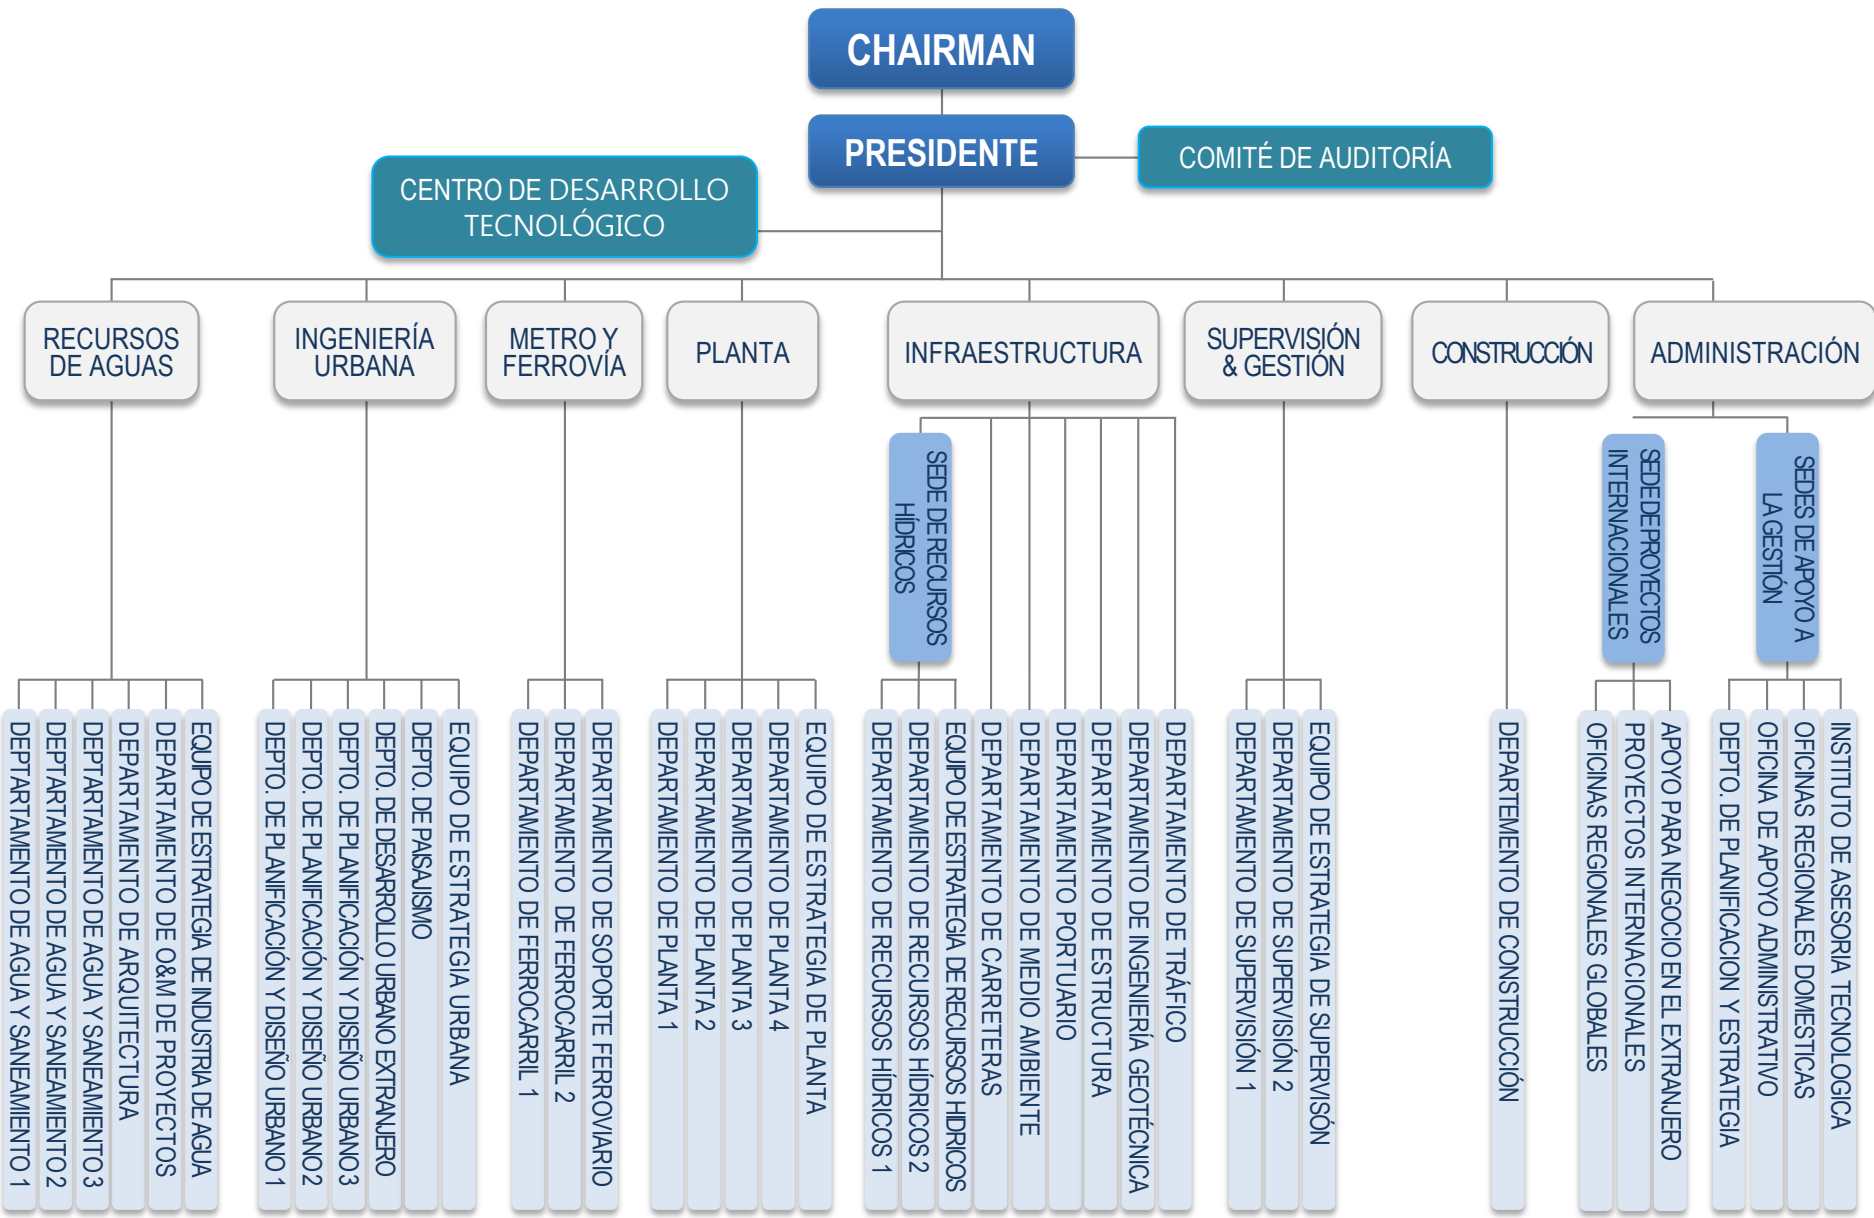 CHAIRMAN
PRESIDENTE
COMITÉ DE AUDITORÍA
CENTRO DE DESARROLLO
TECNOLÓGICO
RECURSOS
DE AGUAS
INGENIERÍA
URBANA
METRO Y
FERROVÍA
PLANTA
INFRAESTRUCTURA
SUPERVISIÓN
& GESTIÓN
CONSTRUCCIÓN
ADMINISTRACIÓN
SEDE DE RECURSOS
HÍDRICOS
SEDE DE PROYECTOS
INTERNACIONALES
SEDES DE APOYO A
LA GESTIÓN
DEPTARTAMENTO DE AGUA Y SANEAMIENTO 1
DEPTARTAMENTO DE AGUA Y SANEAMIENTO 2
DEPTARTAMENTO DE AGUA Y SANEAMIENTO 3
DEPARTAMENTO DE ARQUITECTURA
DEPARTAMENTO DE O&M DE PROYECTOS
EQUIPO DE ESTRATEGIA DE INDUSTRIA DE AGUA
DEPTO. DE PLANIFICACIÓN Y DISEÑO URBANO 1
DEPTO. DE PLANIFICACIÓN Y DISEÑO URBANO 2
DEPTO. DE PLANIFICACIÓN Y DISEÑO URBANO 3
DEPTO. DE DESARROLLO URBANO EXTRANJERO
DEPTO. DE PAISAJISMO
EQUIPO DE ESTRATEGIA URBANA
DEPARTAMENTO DE FERROCARRIL 1
DEPARTAMENTO DE FERROCARRIL 2
DEPARTAMENTO DE SOPORTE FERROVIARIO
DEPARTAMENTO DE PLANTA 1
DEPARTAMENTO DE PLANTA 2
DEPARTAMENTO DE PLANTA 3
DEPARTAMENTO DE PLANTA 4
EQUIPO DE ESTRATEGIA DE PLANTA
DEPARTAMENTO DE RECURSOS HÍDRICOS 1
DEPARTAMENTO DE RECURSOS HÍDRICOS 2
EQUIPO DE ESTRATEGIA DE RECURSOS HIDRICOS
DEPARTAMENTO DE CARRETERAS
DEPARTAMENTO DE MEDIO AMBIENTE
DEPARTAMENTO PORTUARIO
DEPARTAMENTO DE ESTRUCTURA
DEPARTAMENTO DE INGENIERÍA GEOTÉCNICA
DEPARTAMENTO DE TRÁFICO
DEPARTAMENTO DE SUPERVISIÓN 1
DEPARTAMENTO DE SUPERVISIÓN 2
EQUIPO DE ESTRATEGIA DE SUPERVISÓN
DEPARTEMENTO DE CONSTRUCCIÓN
OFICINAS REGIONALES GLOBALES
PROYECTOS INTERNACIONALES
APOYO PARA NEGOCIO EN EL EXTRANJERO
DEPTO. DE PLANIFICACION Y ESTRATEGIA
OFICINA DE APOYO ADMINISTRATIVO
OFICINAS REGIONALES DOMESTICAS
INSTITUTO DE ASESORIA TECNOLOGICA